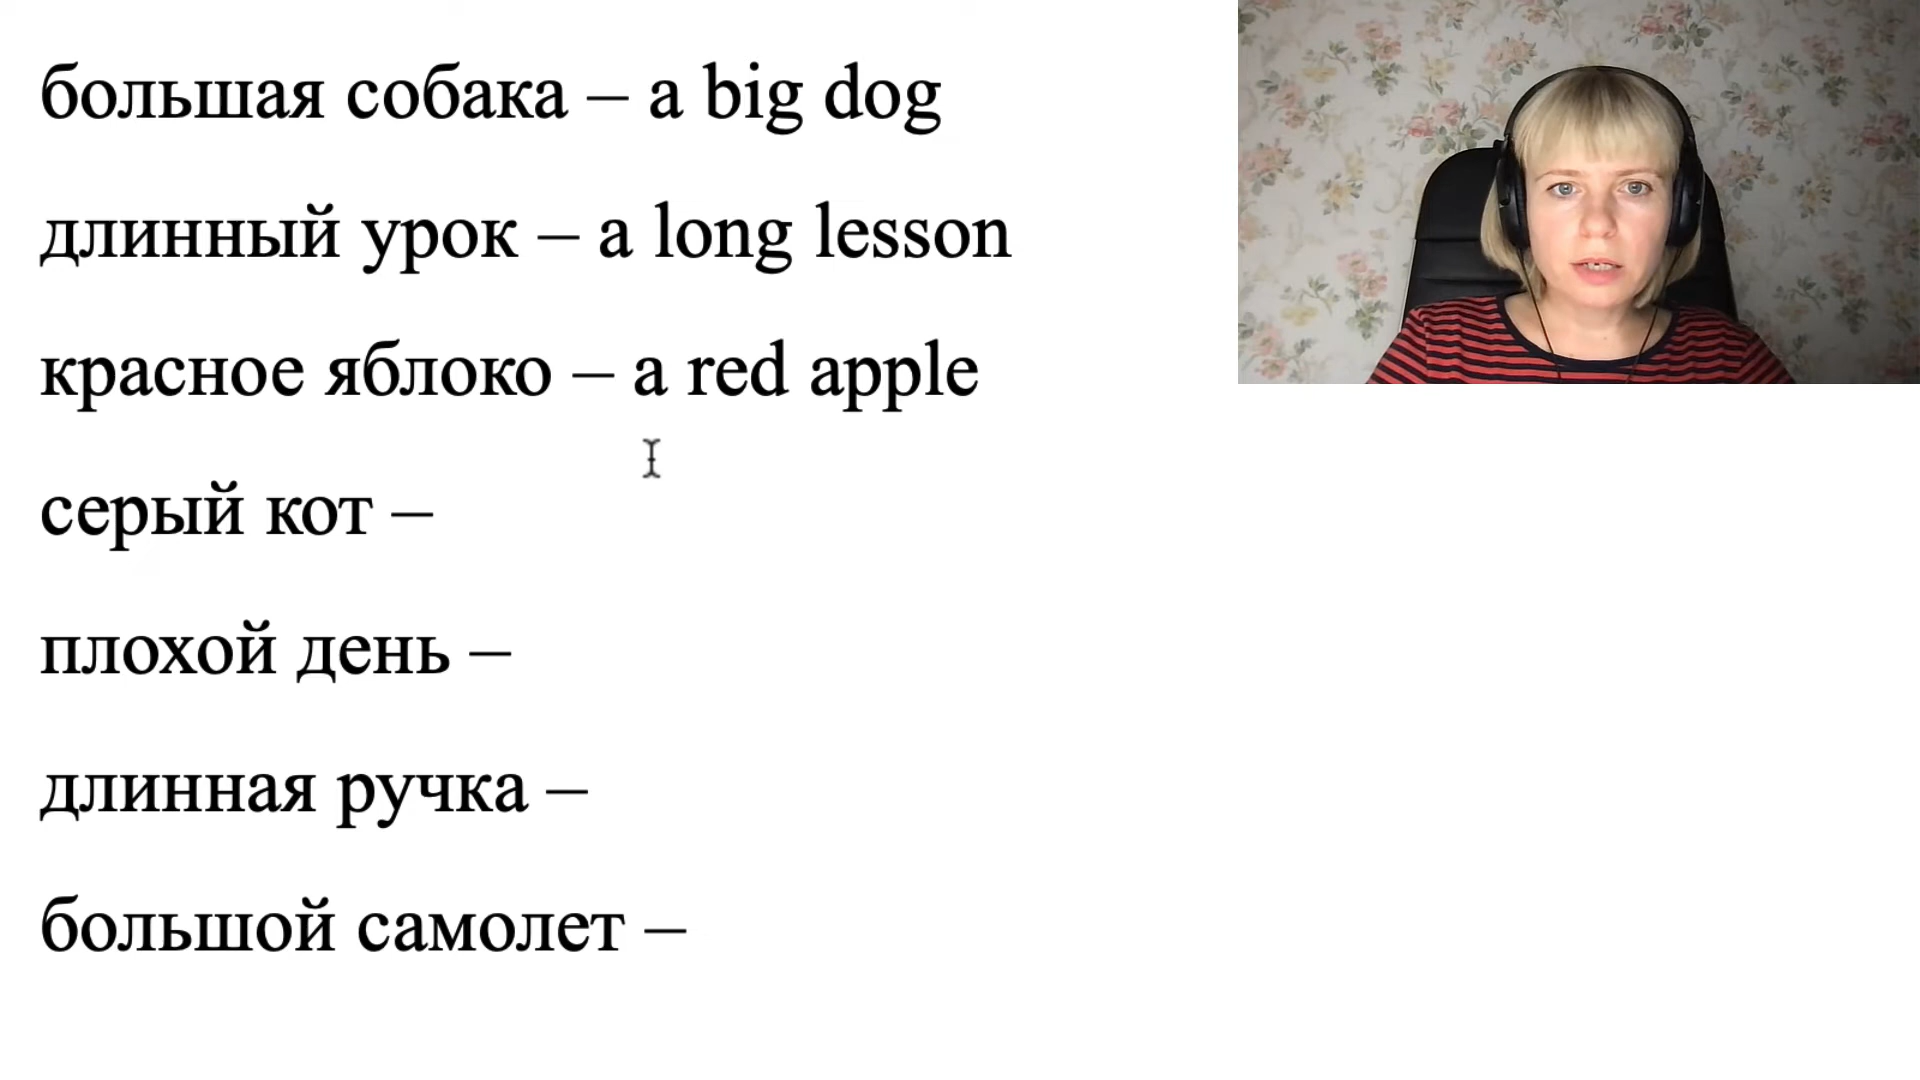 большая собака – a big dog
длинный урок – a long lesson
красное яблоко – a red apple
серый кот –
плохой день –
длинная ручка –
большой самолет –